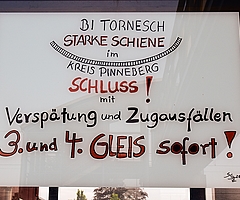 BI TORNESCH
STARKE SCHIENE
im
KREIS PINNEBERG
SCHLUSS!
mit
Verspätung und Zugausfällen
3. und 4. GLEIS sofort!